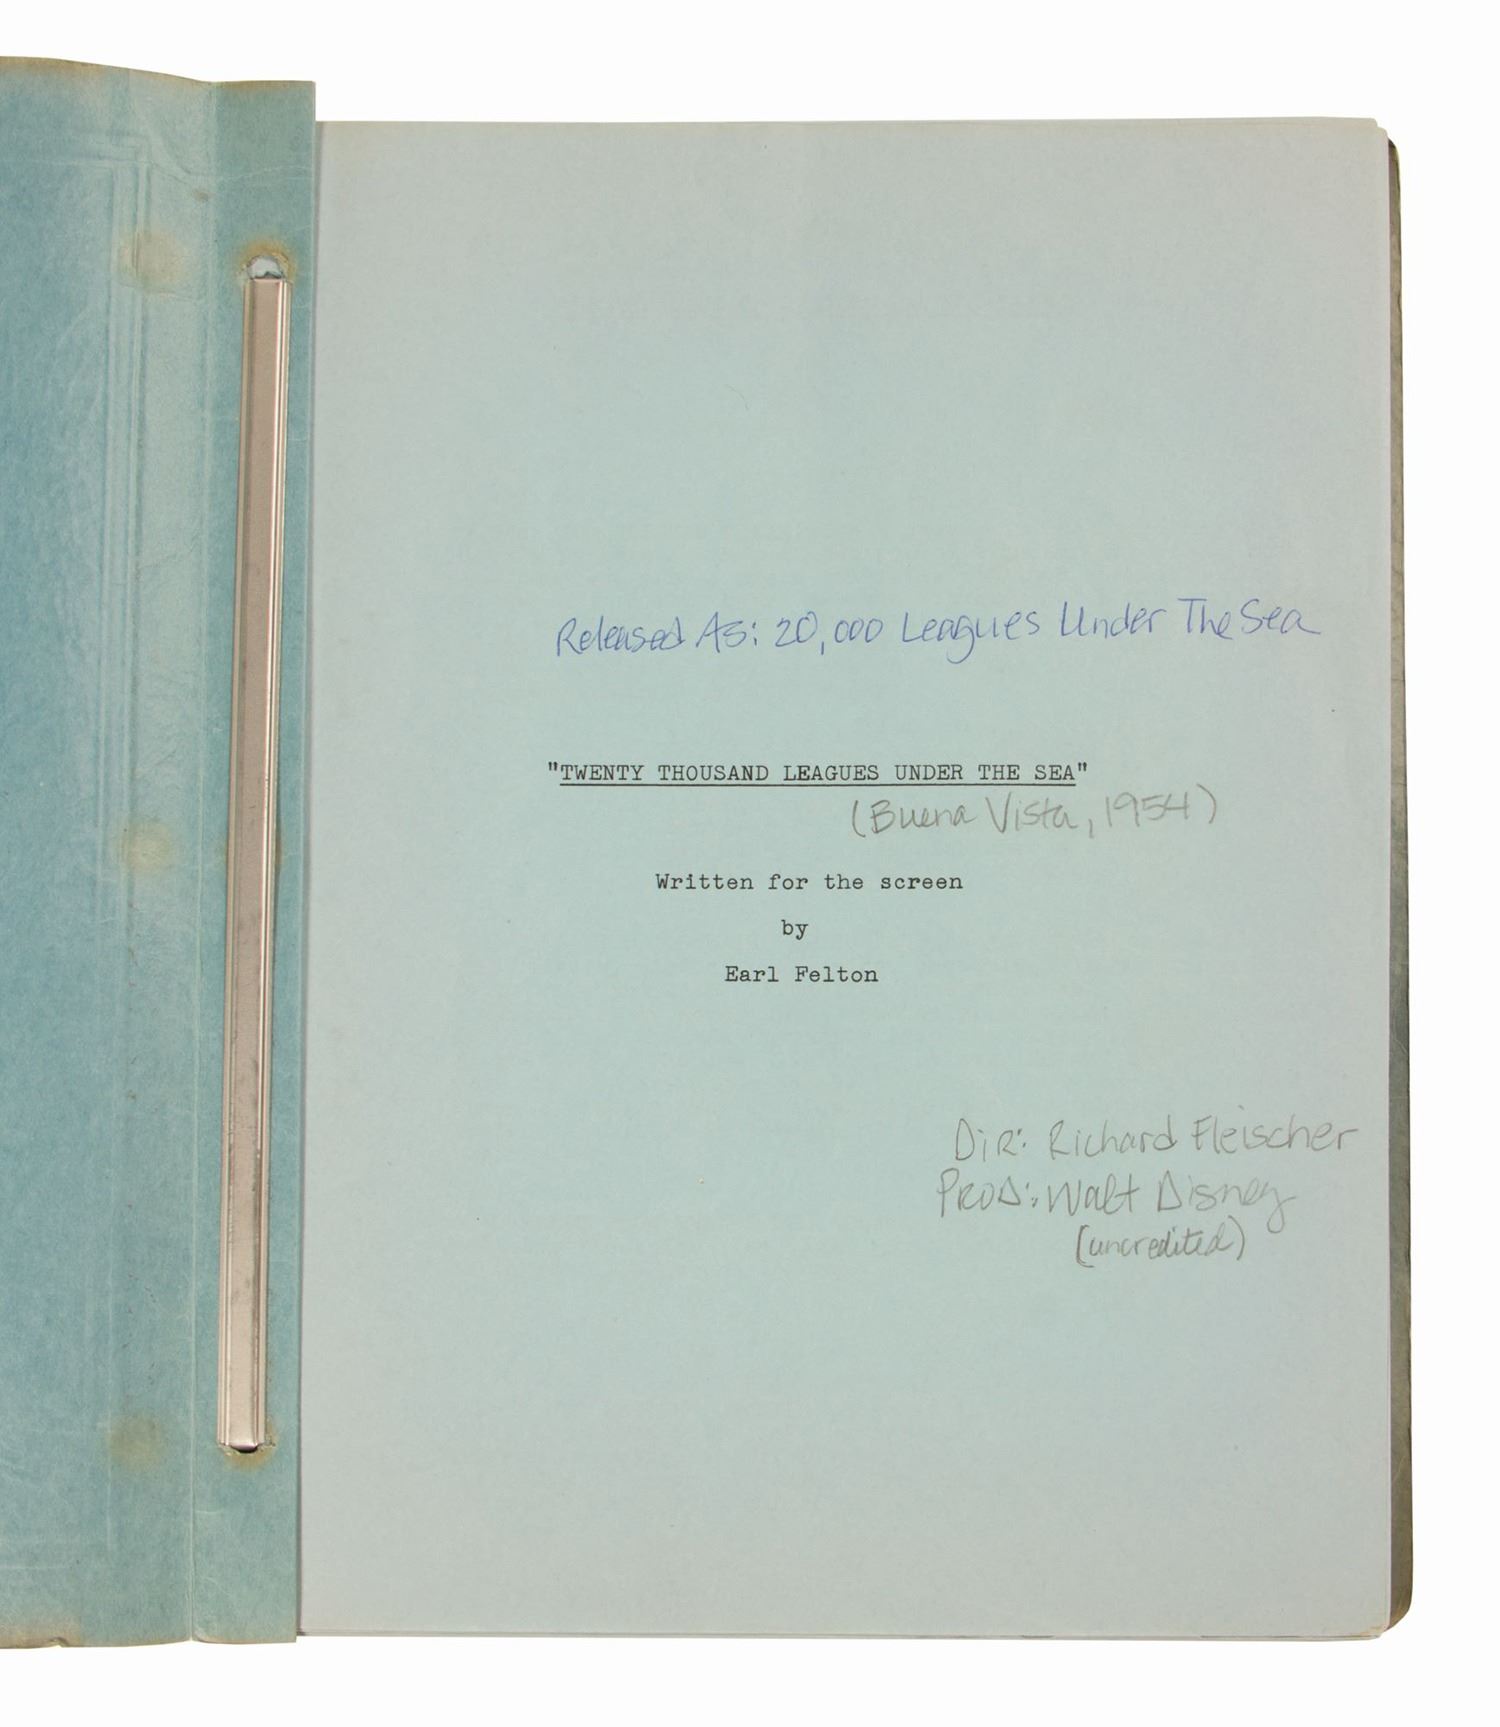 Released As: 20,000 Leagues Under The Sea
"TWENTY THOUSAND LEAGUES UNDER THE SEA"
(Buena Vista, 1954)
Written for the screen
by
Earl Felton
Dir: Richard Fleischer
Prod: Walt Disney
(uncredited)